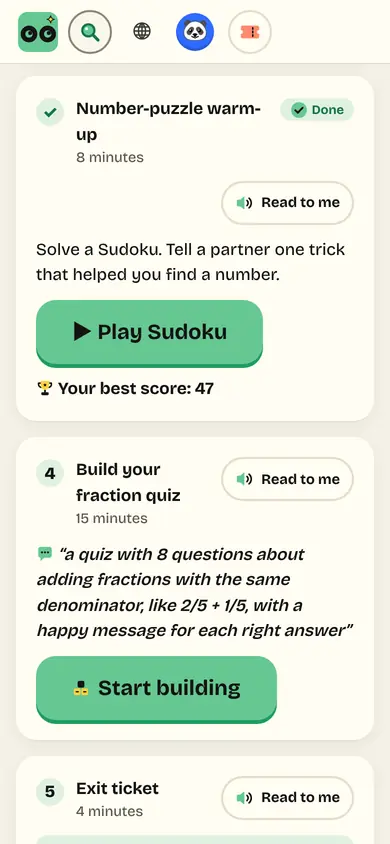 Number-puzzle warm-
up
Done
8 minutes
Read to me
Solve a Sudoku. Tell a partner one trick
that helped you find a number.
Play Sudoku
Your best score: 47
4
Build your
fraction quiz
Read to me
15 minutes
“a quiz with 8 questions about
adding fractions with the same
denominator, like 2/5 + 1/5, with a
happy message for each right answer”
Start building
5
Exit ticket
Read to me
4 minutes